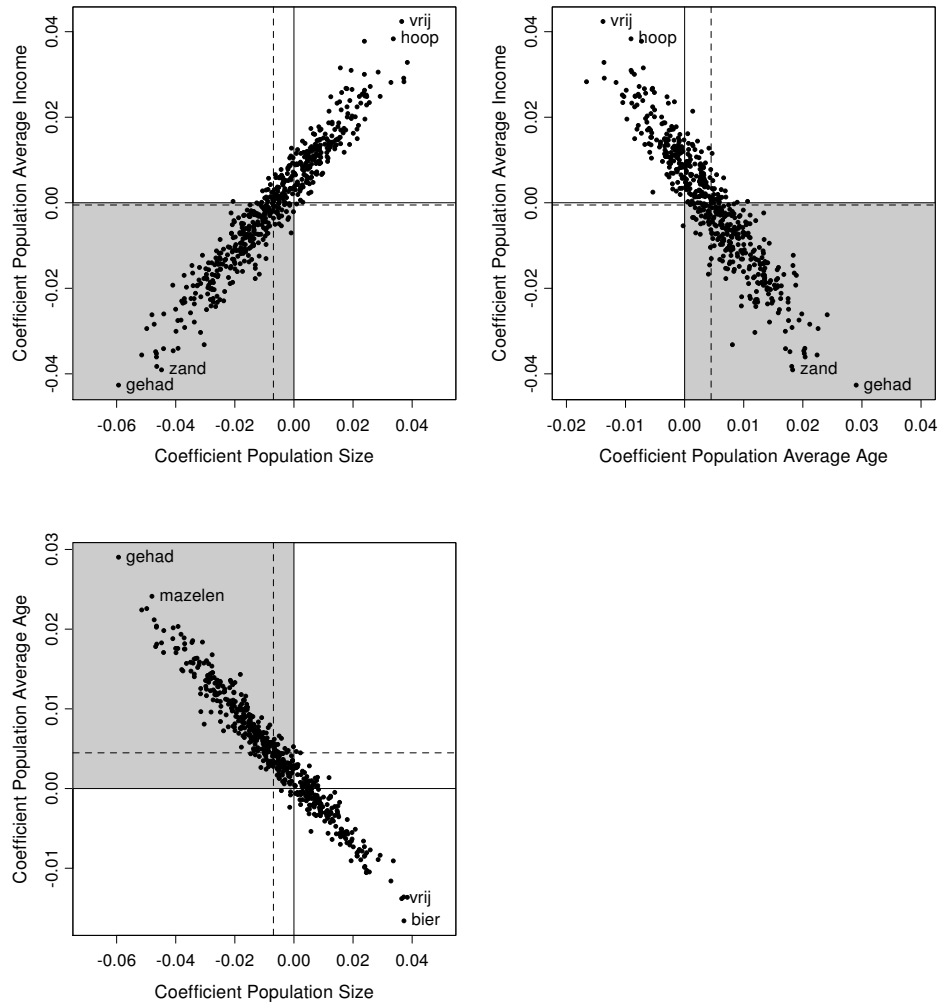 Coefficient Population Average Income
0.04
0.02
0.00
-0.02
-0.04
vrij
hoop
zand
gehad
-0.06 -0.04 -0.02 0.00 0.02 0.04
Coefficient Population Size
Coefficient Population Average Income
0.04
0.02
0.00
-0.02
-0.04
vrij
hoop
zand
gehad
-0.02 -0.01 0.00 0.01 0.02 0.03 0.04
Coefficient Population Average Age
Coefficient Population Average Age
0.03
0.02
0.01
0.00
-0.01
gehad
mazelen
vrij
bier
-0.06 -0.04 -0.02 0.00 0.02 0.04
Coefficient Population Size